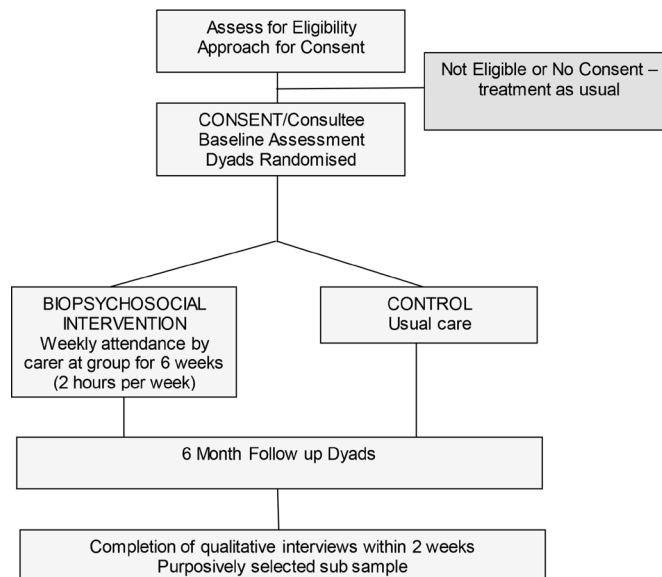 Assess for Eligibility
Approach for Consent
Not Eligible or No Consent –
treatment as usual
CONSENT/Consultee
Baseline Assessment
Dyads Randomised
BIOPSYCHOSOCIAL
INTERVENTION
Weekly attendance by
carer at group for 6 weeks
(2 hours per week)
CONTROL
Usual care
6 Month Follow up Dyads
Completion of qualitative interviews within 2 weeks
Purposively selected sub sample